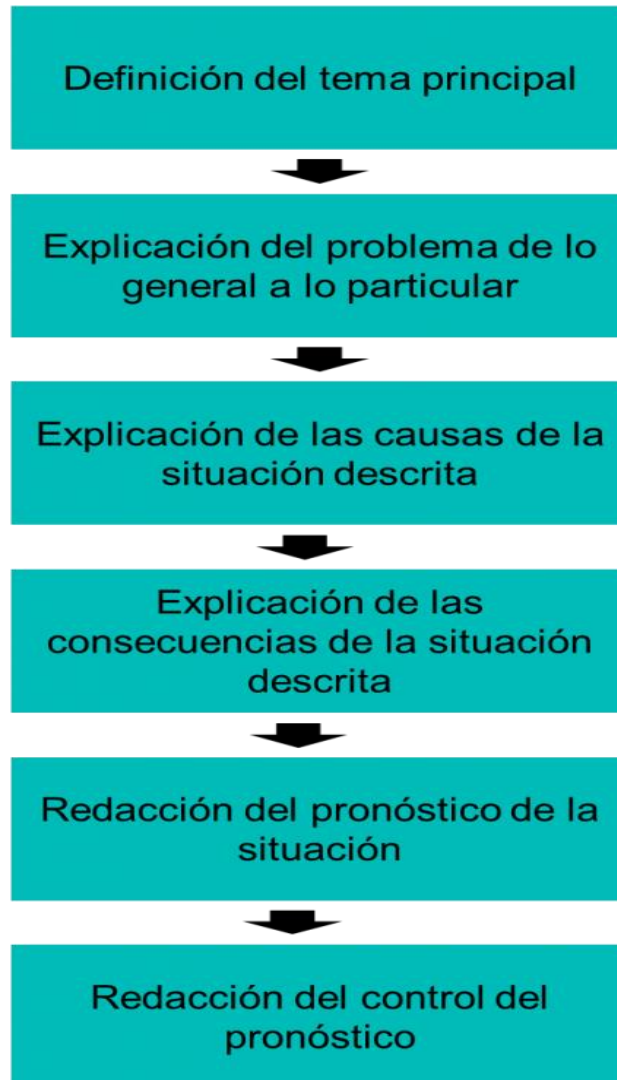 Definición del tema principal
Explicación del problema de lo
general a lo particular
Explicación de las causas de la
situación descrita
Explicación de las
consecuencias de la situación
descrita
Redacción del pronóstico de la
situación
Redacción del control del
pronóstico